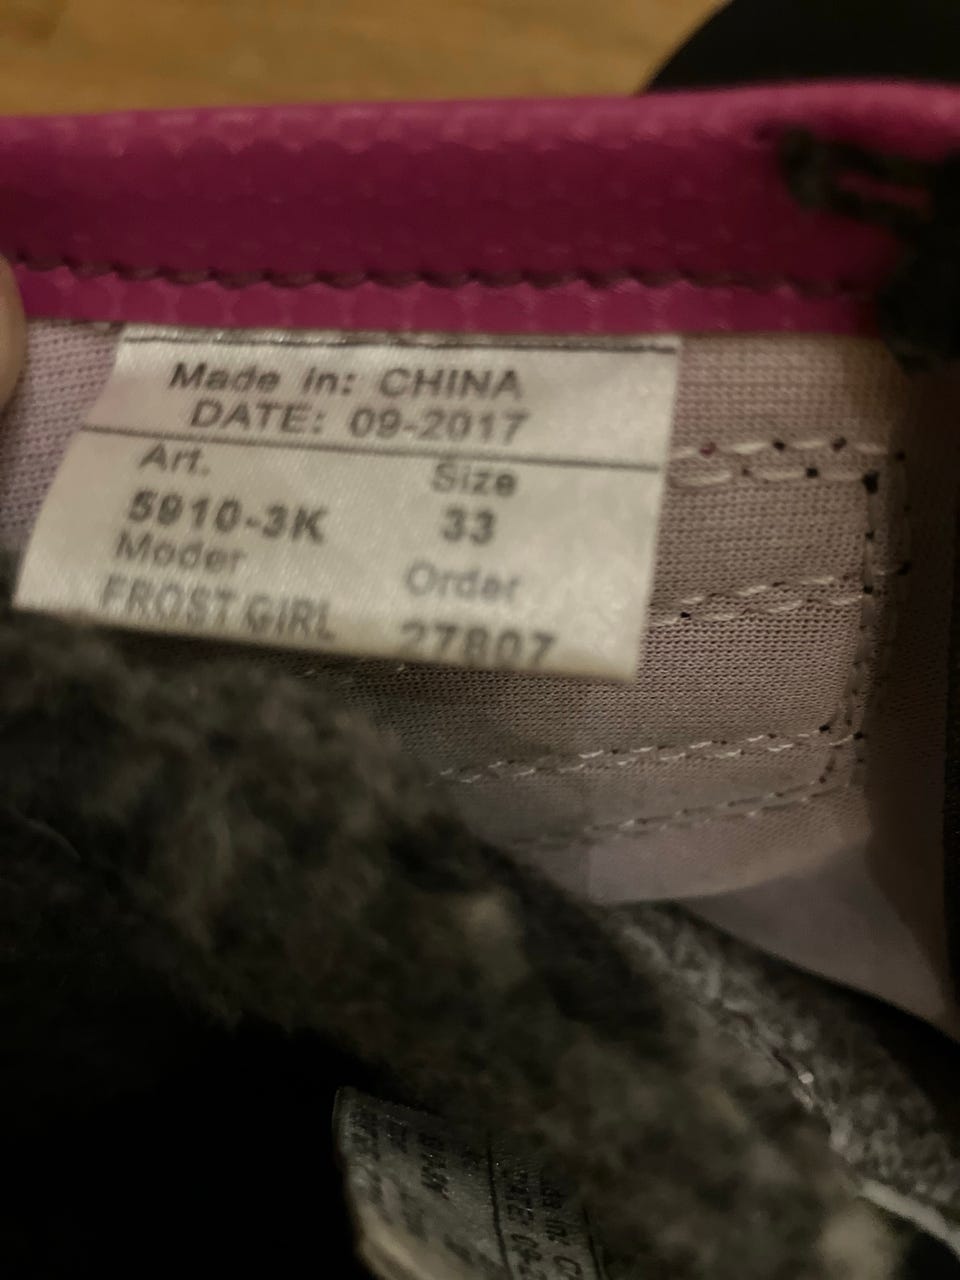 Made in: CHINA
DATE: 09-2017
Art. Size
5910-3K 33
Moder Order
FROST GIRL 27807